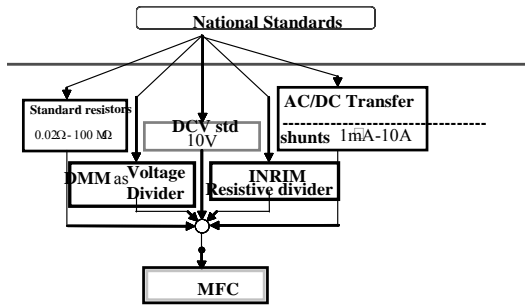 National Standards
Standard resistors
0.02Ω-100 MΩ
DCV std
10V
AC/DC Transfer
shunts 1mA-10A
DMM as Voltage
Divider
INRIM
Resistive divider
MFC